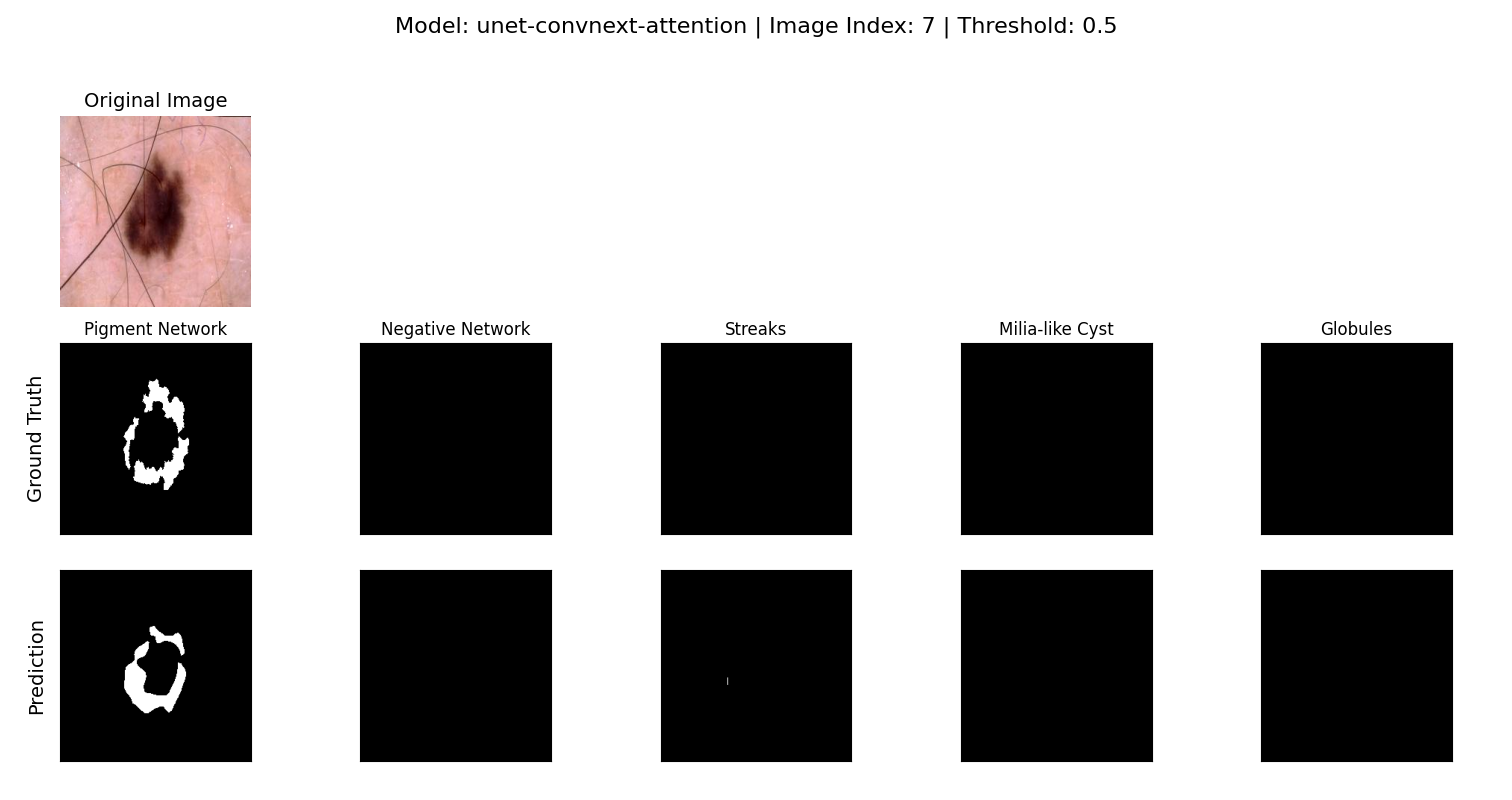 Model: unet-convnext-attention | Image Index: 7 | Threshold: 0.5
Original Image
Pigment Network
Negative Network
Streaks
Milia-like Cyst
Globules
Ground Truth
Prediction